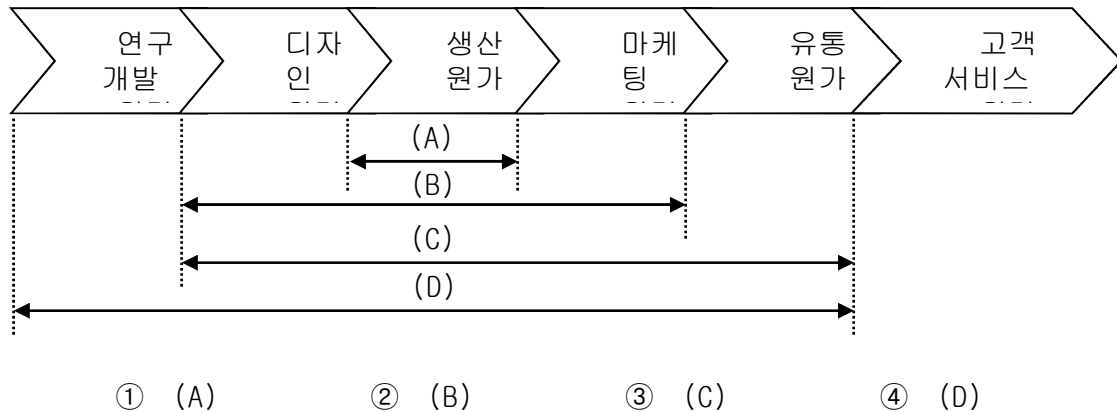 연구
개발
디자
인
생산
원가
마케
팅
유통
원가
고객
서비스
(A)
(B)
(C)
(D)
① (A) ② (B) ③ (C) ④ (D)